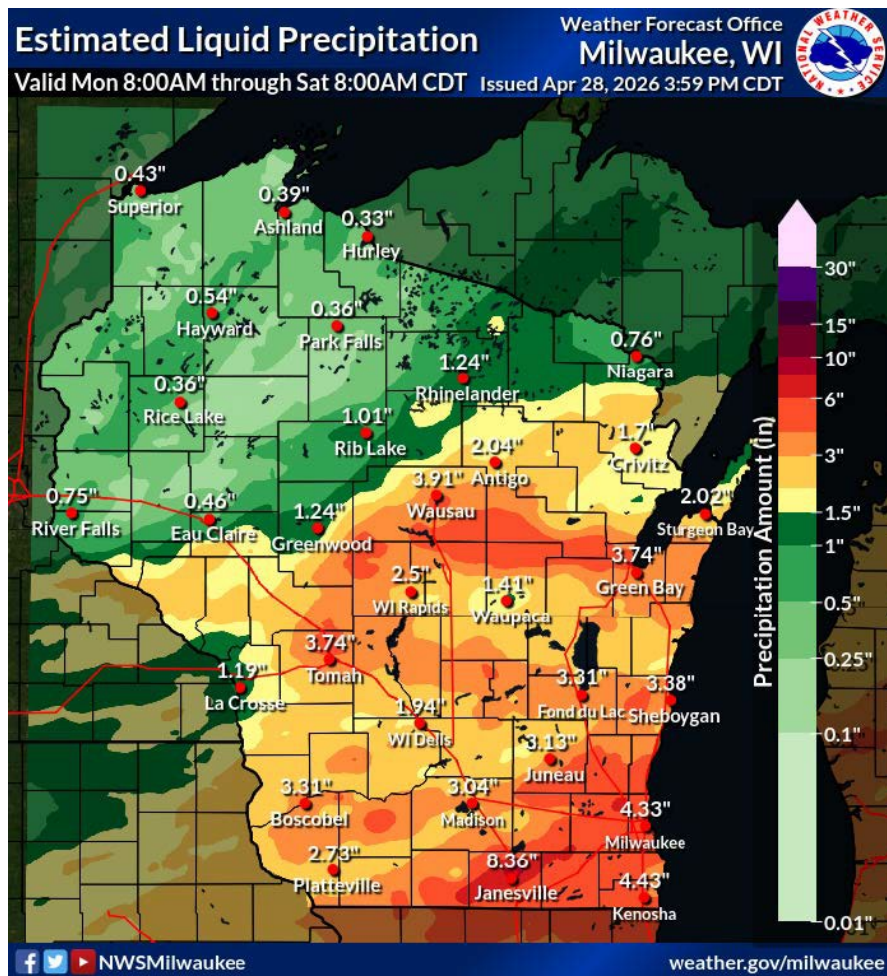 Estimated Liquid Precipitation
Valid Mon 8:00AM through Sat 8:00AM CDT
Weather Forecast Office
Milwaukee, WI
Issued Apr 28, 2026 3:59 PM CDT
NATIONAL WEATHER SERVICE
0.43"
Superior
0.39"
Ashland
0.33"
Hurley
0.54"
Hayward
0.36"
Park Falls
0.76"
Niagara
1.24"
Rhinelander
0.36"
Rice Lake
1.01"
Rib Lake
1.7"
Crivitz
2.04"
Antigo
3.91"
Wausau
2.02"
Sturgeon Bay
0.75"
River Falls
0.46"
Eau Claire
1.24"
Greenwood
3.74"
Green Bay
2.5"
WI Rapids
1.41"
Waupaca
3.74"
Tomah
1.19"
La Crosse
3.31"
Fond du Lac
3.38"
Sheboygan
1.94"
WI Dells
3.13"
Juneau
3.31"
Boscobel
3.04"
Madison
4.33"
Milwaukee
2.73"
Platteville
8.36"
Janesville
4.43"
Kenosha
Precipitation Amount (in)
30"
15"
10"
6"
3"
1.5"
1"
0.5"
0.25"
0.1"
0.01"
NWSMilwaukee
weather.gov/milwaukee